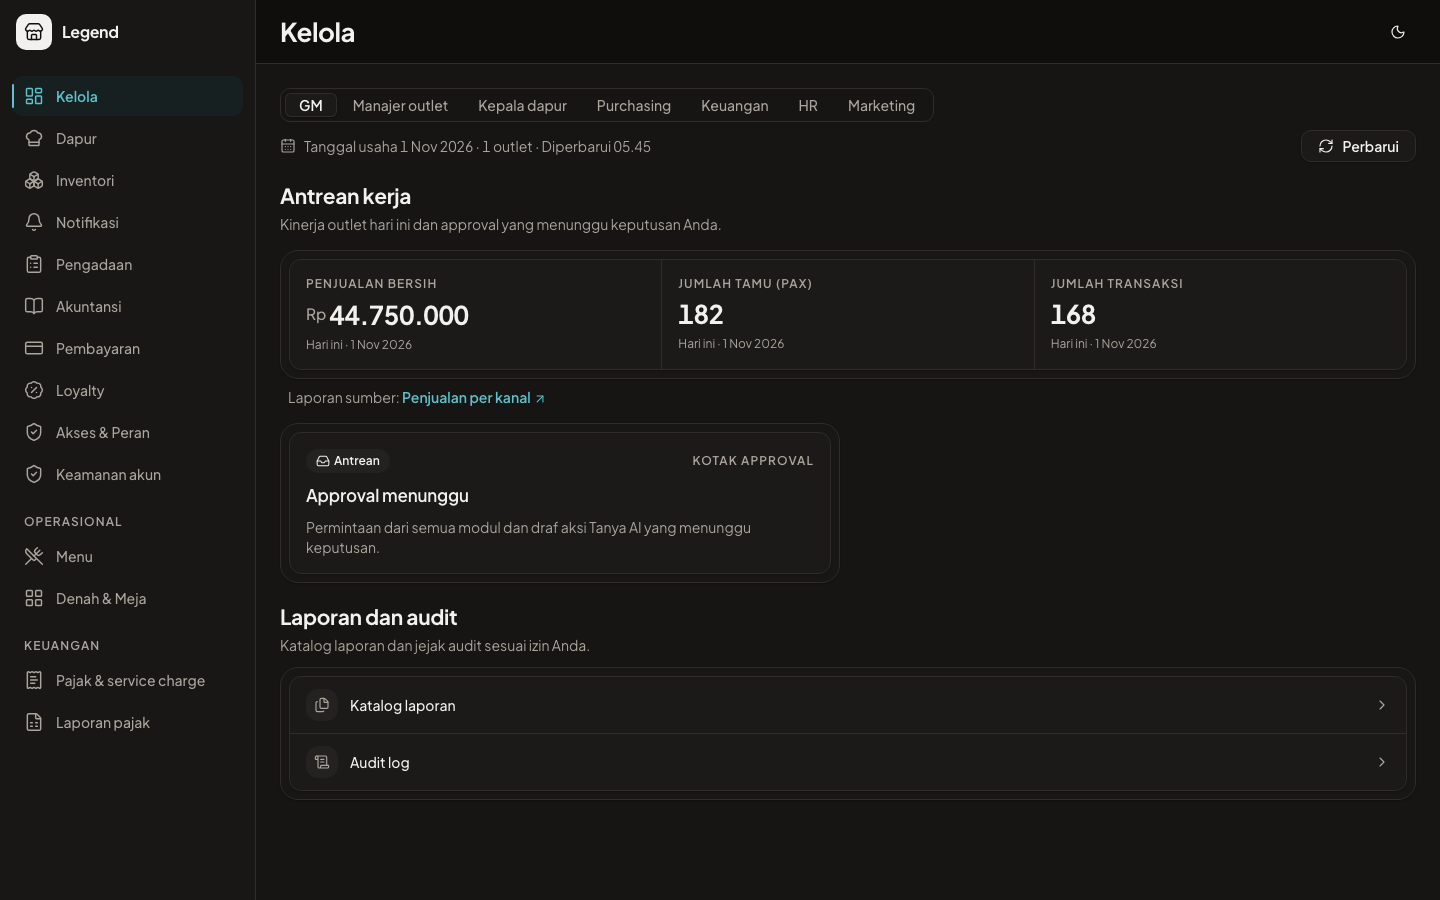 Legend
Kelola
Dapur
Inventori
Notifikasi
Pengadaan
Akuntansi
Pembayaran
Loyalty
Akses & Peran
Keamanan akun
OPERASIONAL
Menu
Denah & Meja
KEUANGAN
Pajak & service charge
Laporan pajak
Kelola
GM Manajer outlet Kepala dapur Purchasing Keuangan HR Marketing
Tanggal usaha 1 Nov 2026 · 1 outlet · Diperbarui 05.45
Perbarui
Antrean kerja
Kinerja outlet hari ini dan approval yang menunggu keputusan Anda.
PENJUALAN BERSIH
Rp 44.750.000
Hari ini · 1 Nov 2026
JUMLAH TAMU (PAX)
182
Hari ini · 1 Nov 2026
JUMLAH TRANSAKSI
168
Hari ini · 1 Nov 2026
Laporan sumber: Penjualan per kanal
Antrean
KOTAK APPROVAL
Approval menunggu
Permintaan dari semua modul dan draf aksi Tanya AI yang menunggu
keputusan.
Laporan dan audit
Katalog laporan dan jejak audit sesuai izin Anda.
Katalog laporan
Audit log